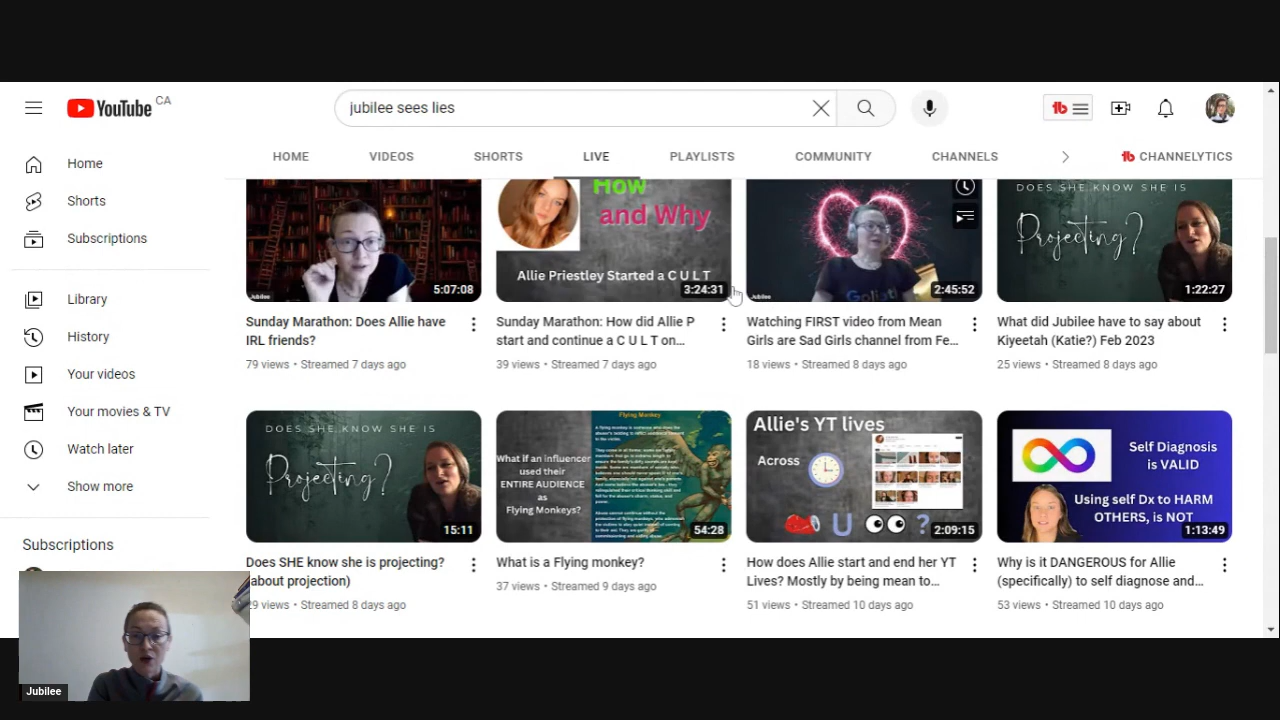 YouTube CA
jubilee sees lies
HOME VIDEOS SHORTS LIVE PLAYLISTS COMMUNITY CHANNELS CHANNELYTICS
Home
Shorts
Subscriptions
Library
History
Your videos
Your movies & TV
Watch later
Show more
Subscriptions
Jubilee
5:07:08
Sunday Marathon: Does Allie have
IRL friends?
79 views • Streamed 7 days ago
How
and Why
Allie Priestley Started a C U L T
3:24:31
Sunday Marathon: How did Allie P
start and continue a C U L T on...
39 views • Streamed 7 days ago
Jubilee
Goliath
2:45:52
Watching FIRST video from Mean
Girls are Sad Girls channel from Fe...
18 views • Streamed 8 days ago
DOES SHE KNOW SHE IS
Projecting?
1:22:27
What did Jubilee have to say about
Kiyeetah (Katie?) Feb 2023
25 views • Streamed 8 days ago
DOES SHE KNOW SHE IS
Projecting?
15:11
Does SHE know she is projecting?
(about projection)
29 views • Streamed 8 days ago
What if an influencer
used their
ENTIRE AUDIENCE
as
Flying Monkeys?
Flying Monkey
54:28
What is a Flying monkey?
37 views • Streamed 9 days ago
Allie's YT lives
Across
U
?
2:09:15
How does Allie start and end her YT
Lives? Mostly by being mean to...
51 views • Streamed 10 days ago
Self Diagnosis
is VALID
Using self Dx to HARM
OTHERS, is NOT
1:13:49
Why is it DANGEROUS for Allie
(specifically) to self diagnose and...
53 views • Streamed 10 days ago
Jubilee